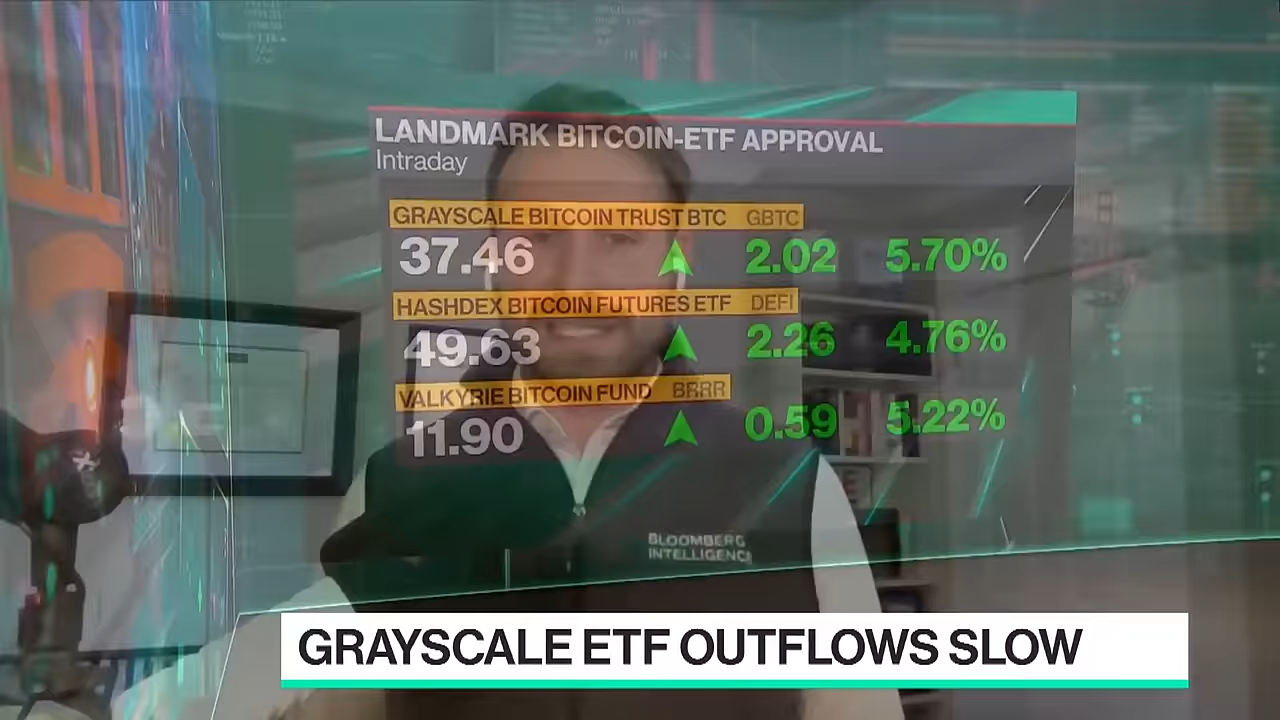 LANDMARK BITCOIN-ETF APPROVAL
Intraday
GRAYSCALE BITCOIN TRUST BTC GBTC
37.46 2.02 5.70%
HASHDEX BITCOIN FUTURES ETF DEFI
49.63 2.26 4.76%
VALKYRIE BITCOIN FUND BRRR
11.90 0.59 5.22%
BLOOMBERG
INTELLIGENCE
GRAYSCALE ETF OUTFLOWS SLOW